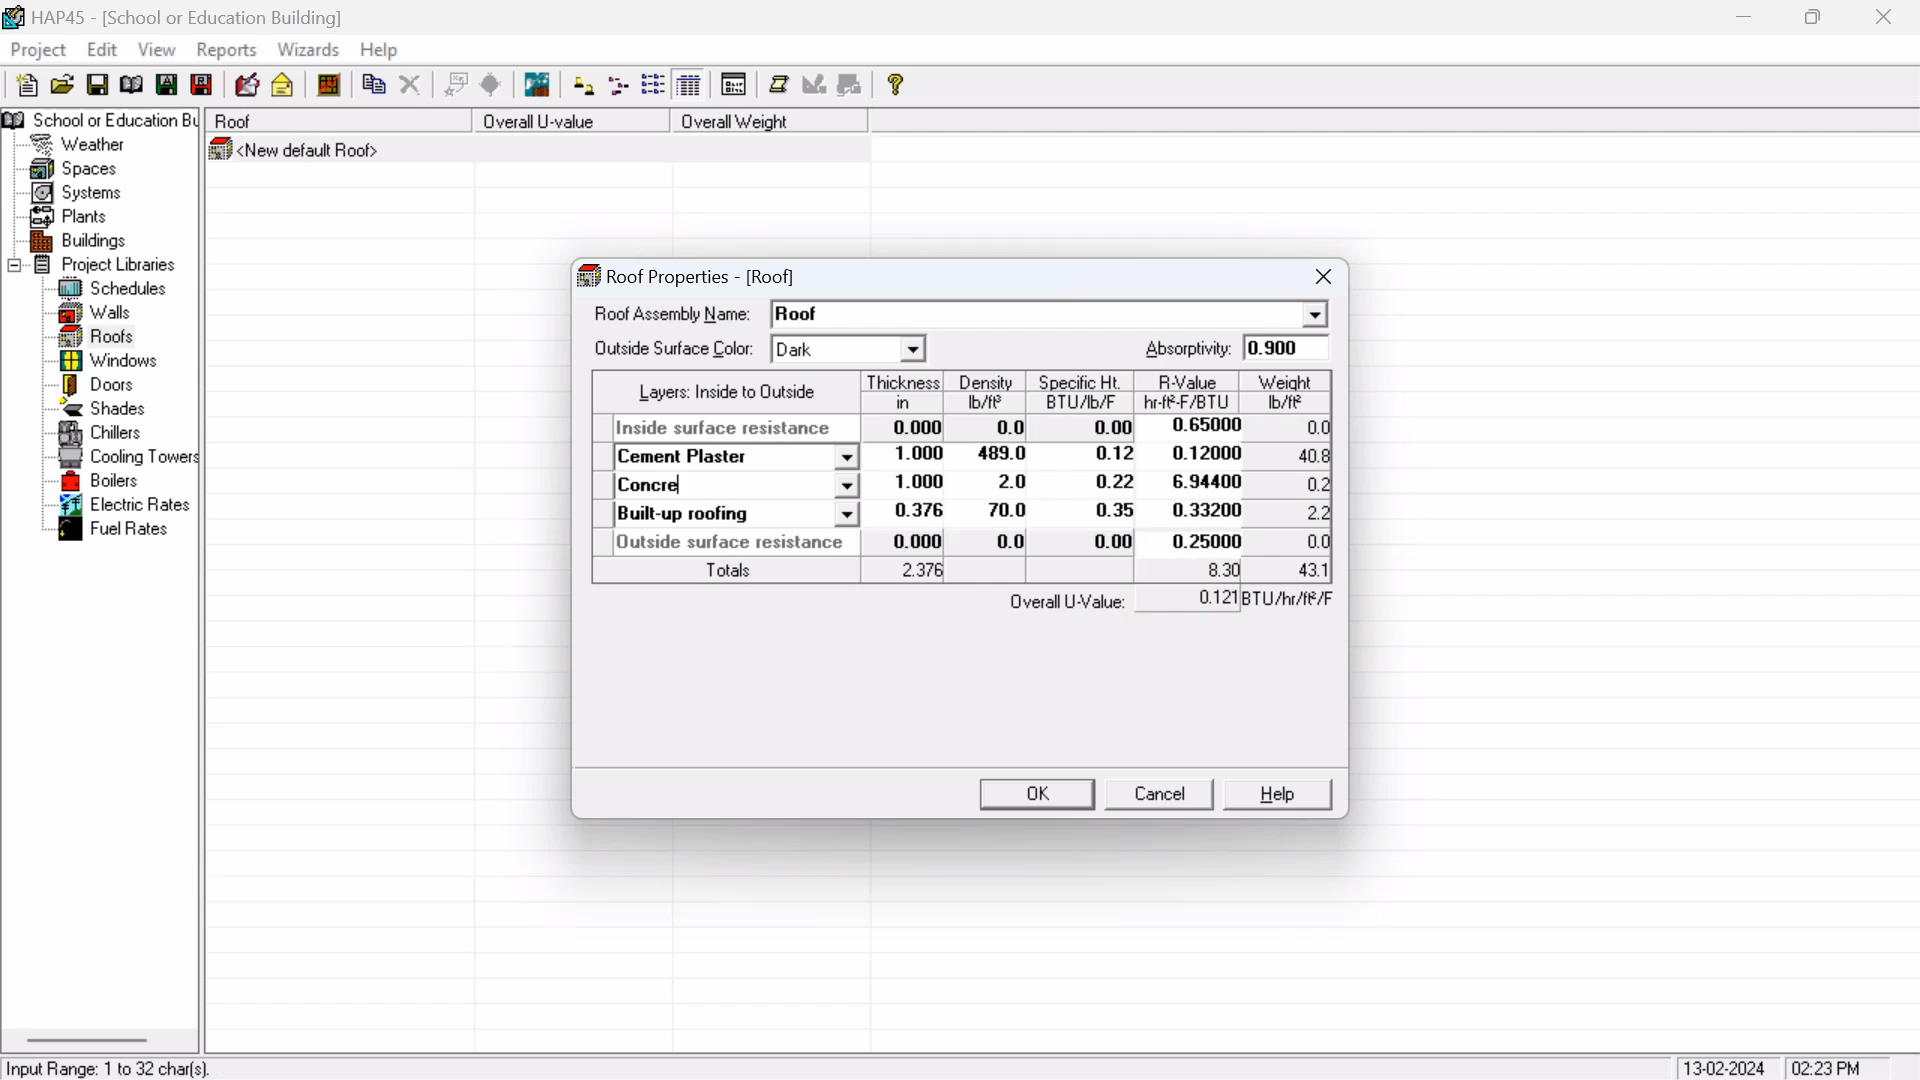 HAP45 - [School or Education Building]
Project Edit View Reports Wizards Help
School or Education Bu
Weather
Spaces
Systems
Plants
Buildings
Project Libraries
Schedules
Walls
Roofs
Windows
Doors
Shades
Chillers
Cooling Towers
Boilers
Electric Rates
Fuel Rates
Roof Overall U-value Overall Weight
<New default Roof>
Roof Properties - [Roof]
Roof Assembly Name: Roof
Outside Surface Color: Dark Absorptivity: 0.900
Layers: Inside to Outside Thickness in Density lb/ft³ Specific Ht. BTU/lb/F R-Value hr-ft²-F/BTU Weight lb/ft²
Inside surface resistance 0.000 0.0 0.00 0.65000 0.0
Cement Plaster 1.000 489.0 0.12 0.12000 40.8
Concre 1.000 2.0 0.22 6.94400 0.2
Built-up roofing 0.376 70.0 0.35 0.33200 2.2
Outside surface resistance 0.000 0.0 0.00 0.25000 0.0
Totals 2.376 8.30 43.1
Overall U-Value: 0.121 BTU/hr/ft²/F
OK Cancel Help
Input Range: 1 to 32 char(s). 13-02-2024 02:23 PM